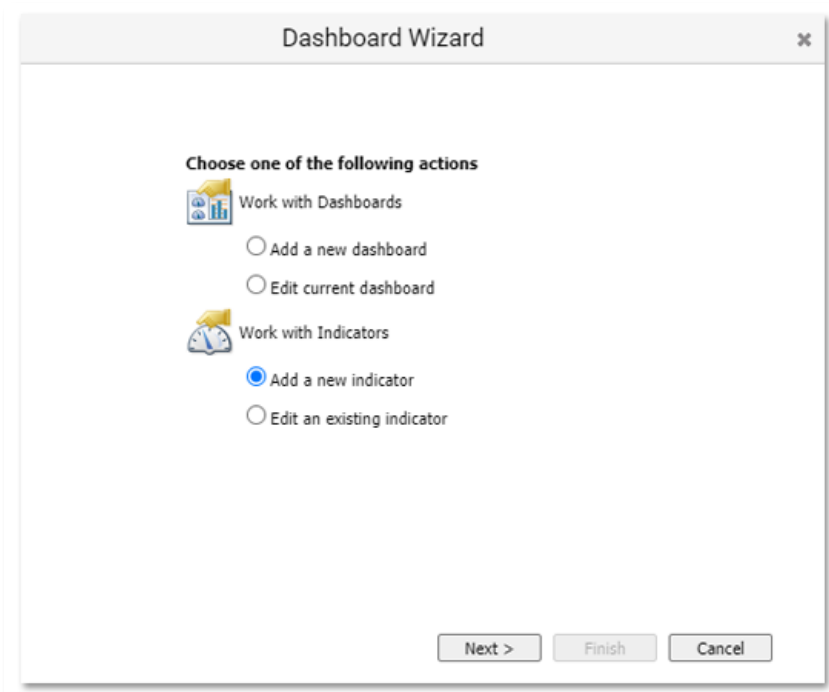 Dashboard Wizard
Choose one of the following actions
Work with Dashboards
Add a new dashboard
Edit current dashboard
Work with Indicators
Add a new indicator
Edit an existing indicator
Next > Finish Cancel